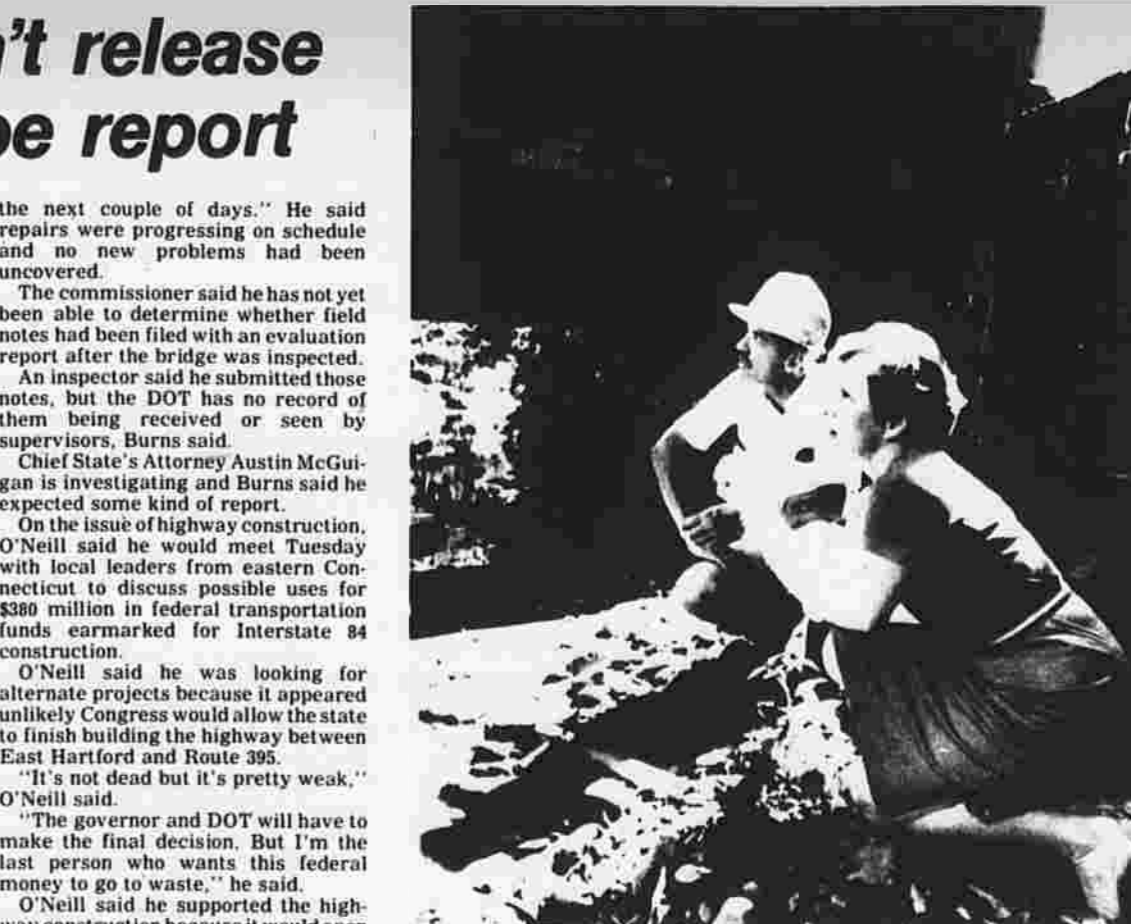 n't release
be report
the next couple of days." He said
repairs were progressing on schedule
and no new problems had been
uncovered.
The commissioner said he has not yet
been able to determine whether field
notes had been filed with an evaluation
report after the bridge was inspected.
An inspector said he submitted those
notes, but the DOT has no record of
them being received or seen by
supervisors, Burns said.
Chief State's Attorney Austin McGui-
gan is investigating and Burns said he
expected some kind of report.
On the issue of highway construction,
O'Neill said he would meet Tuesday
with local leaders from eastern Con-
necticut to discuss possible uses for
$380 million in federal transportation
funds earmarked for Interstate 84
construction.
O'Neill said he was looking for
alternate projects because it appeared
unlikely Congress would allow the state
to finish building the highway between
East Hartford and Route 395.
"It's not dead but it's pretty weak,"
O'Neill said.
"The governor and DOT will have to
make the final decision. But I'm the
last person who wants this federal
money to go to waste," he said.
O'Neill said he supported the high-
way construction because it would open